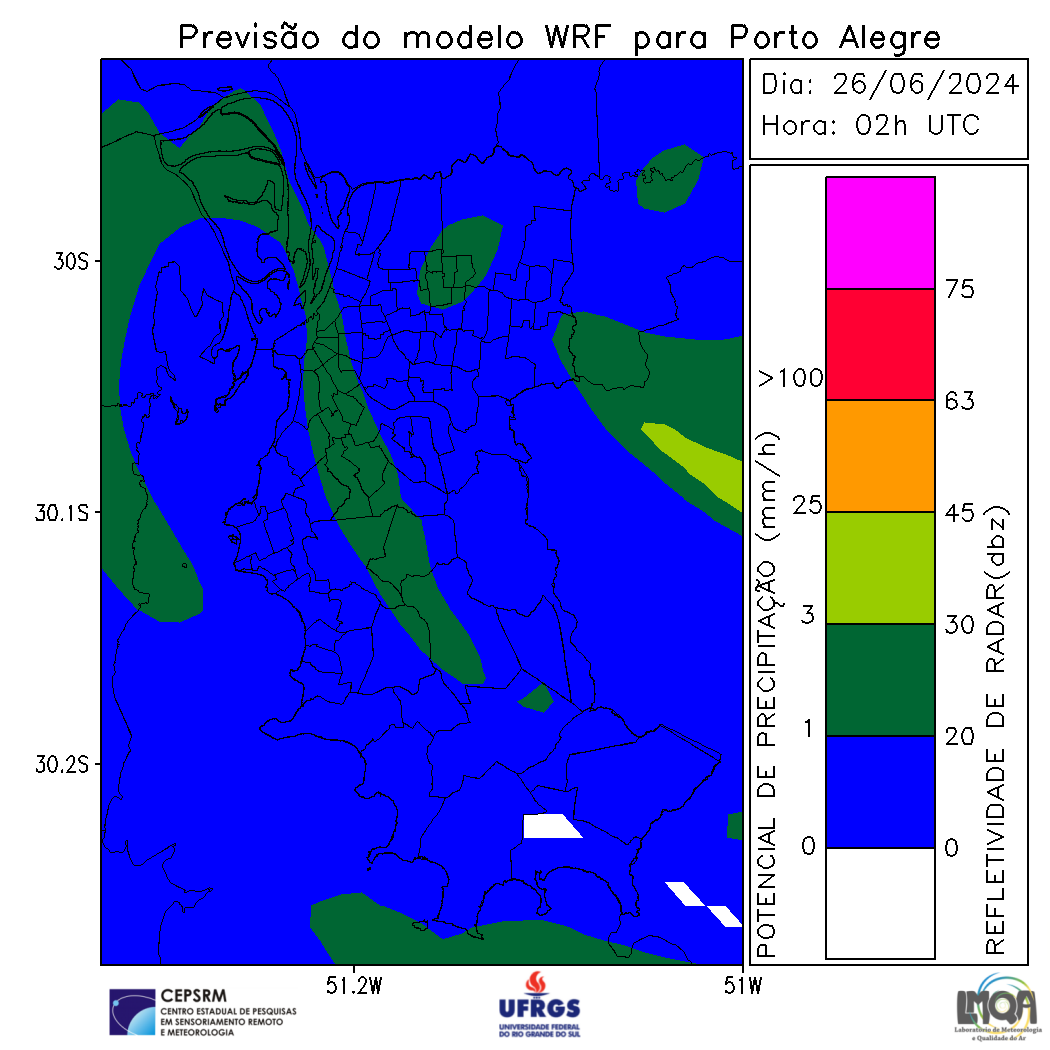 Previsão do modelo WRF para Porto Alegre
Dia: 26/06/2024
Hora: 02h UTC
30S
30.1S
30.2S
51.2W
51W
POTENCIAL DE PRECIPITAÇÃO (mm/h)
>100
25
3
1
0
75
63
45
30
20
0
REFLETIVIDADE DE RADAR(dbz)
CEPSRM
CENTRO ESTADUAL DE PESQUISAS
EM SENSORIAMENTO REMOTO
E METEOROLOGIA
UFRGS
UNIVERSIDADE FEDERAL
DO RIO GRANDE DO SUL
LMQA
Laboratório de Meteorologia
e Qualidade do Ar